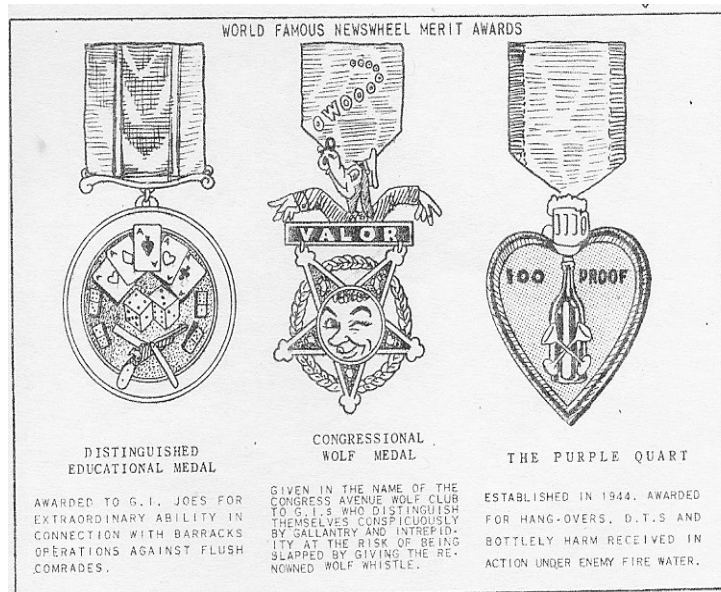 WORLD FAMOUS NEWSWHEEL MERIT AWARDS
OWOOOOOOO
VALOR
100 PROOF
DISTINGUISHED
EDUCATIONAL MEDAL
AWARDED TO G.I. JOES FOR
EXTRAORDINARY ABILITY IN
CONNECTION WITH BARRACKS
OPERATIONS AGAINST FLUSH
COMRADES.
CONGRESSIONAL
WOLF MEDAL
GIVEN IN THE NAME OF THE
CONGRESS AVENUE WOLF CLUB
TO G.I.S WHO DISTINGUISH
THEMSELVES CONSPICUOUSLY
BY GALLANTRY AND INTREPID-
ITY AT THE RISK OF BEING
SLAPPED BY GIVING THE RE-
NOWNED WOLF WHISTLE.
THE PURPLE QUART
ESTABLISHED IN 1944. AWARDED
FOR HANG-OVERS, D.T.S AND
BOTTLELY HARM RECEIVED IN
ACTION UNDER ENEMY FIRE WATER.